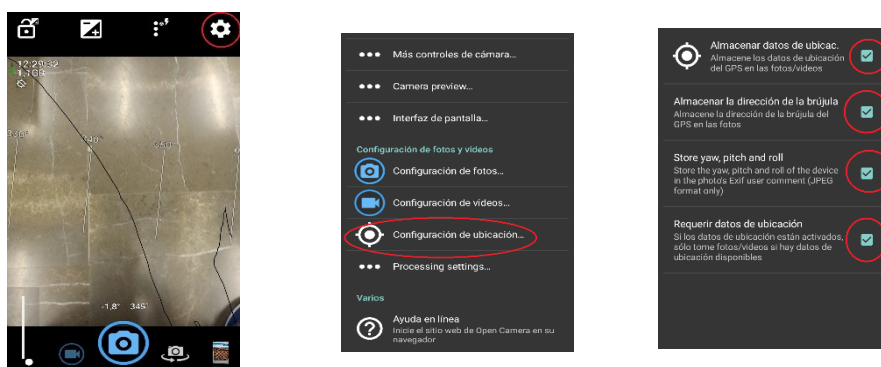 12:29:32
1.1GB
330°
340°
350°
-1,8° 345°
Más controles de cámara...
Camera preview...
Interfaz de pantalla...
Configuración de fotos y vídeos
Configuración de fotos...
Configuración de vídeos...
Configuración de ubicación...
Processing settings...
Varios
Ayuda en línea
Inicie el sitio web de Open Camera en su
navegador
Almacenar datos de ubicac.
Almacene los datos de ubicación
del GPS en las fotos/videos
Almacenar la dirección de la brújula
Almacene la dirección de la brújula del
GPS en las fotos
Store yaw, pitch and roll
Store the yaw, pitch and roll of the device
in the photo's Exif user comment (JPEG
format only)
Requerir datos de ubicación
Si los datos de ubicación están activados,
sólo tome fotos/videos si hay datos de
ubicación disponibles